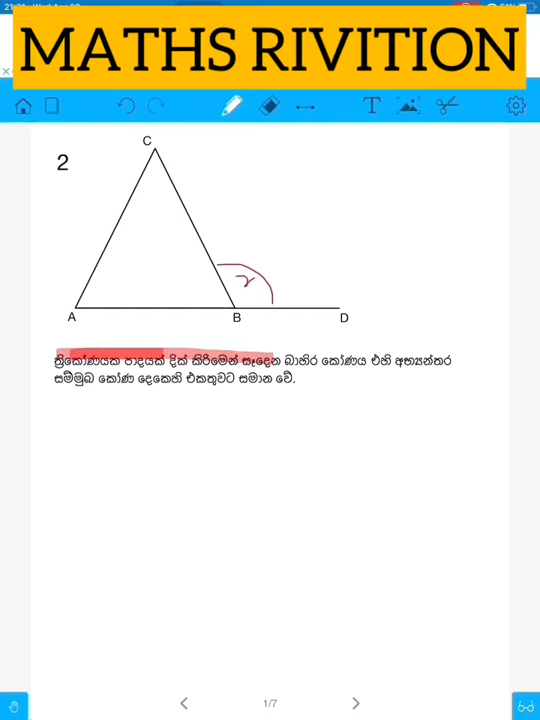 MATHS RIVITION
T
C
2
A
B
D
ත්‍රිකෝණයක පාදයක් දික් කිරීමෙන් සෑදෙන බාහිර කෝණය එහි අභ්‍යන්තර
සම්මුඛ කෝණ දෙකෙහි එකතුවට සමාන වේ.
1/7